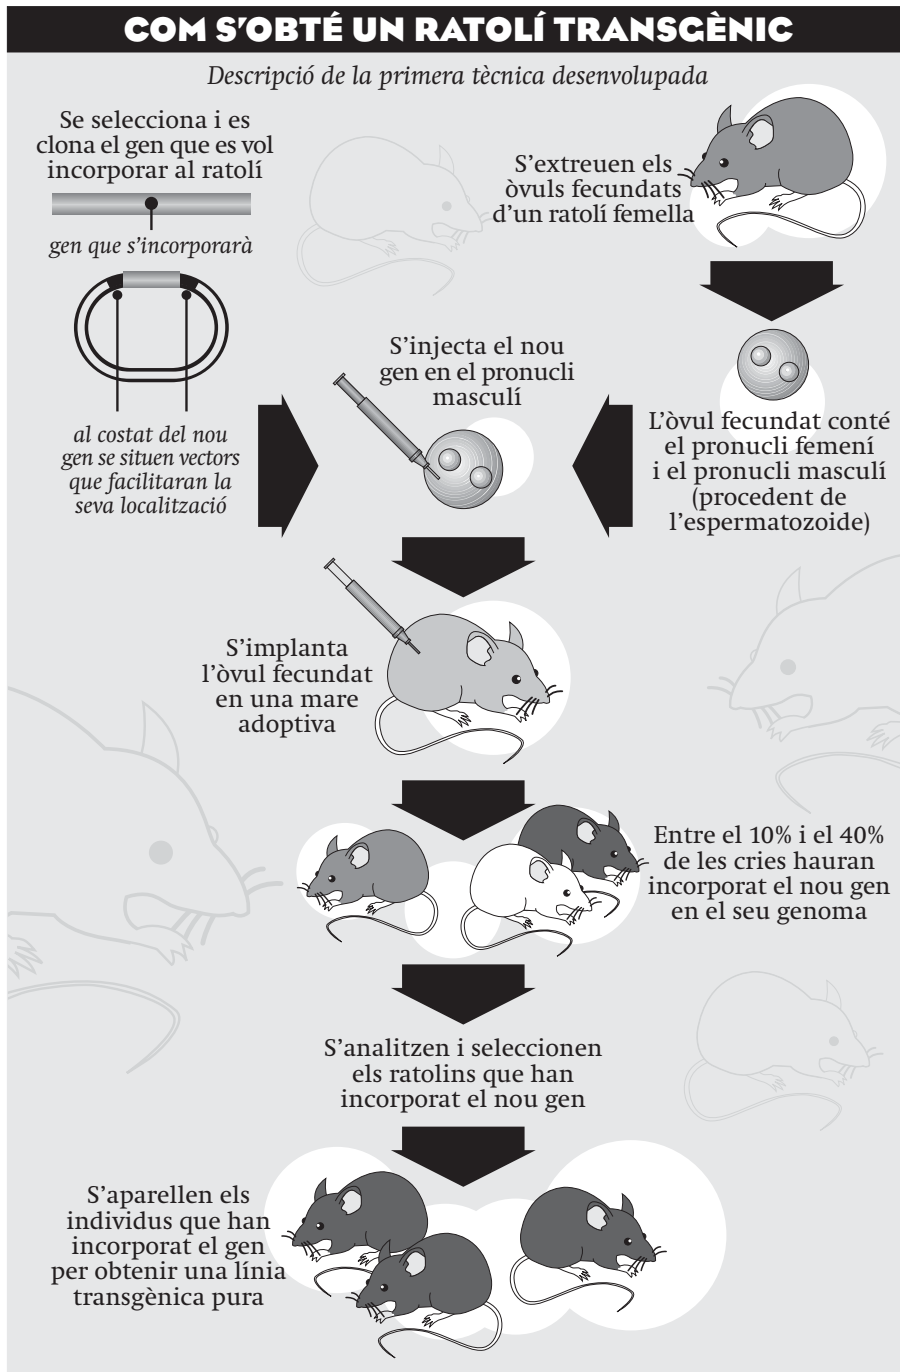 COM S'OBTÉ UN RATOLÍ TRANSGÈNIC
Descripció de la primera tècnica desenvolupada
Se selecciona i es
clona el gen que es vol
incorporar al ratolí
gen que s'incorporarà
al costat del nou
gen se situen vectors
que facilitaran la
seva localització
S'extreuen els
òvuls fecundats
d'un ratolí femella
L'òvul fecundat conté
el pronucli femení
i el pronucli masculí
(procedent de
l'espermatozoide)
S'injecta el nou
gen en el pronucli
masculí
S'implanta
l'òvul fecundat
en una mare
adoptiva
Entre el 10% i el 40%
de les cries hauran
incorporat el nou gen
en el seu genoma
S'analitzen i seleccionen
els ratolins que han
incorporat el nou gen
S'aparellen els
individus que han
incorporat el gen
per obtenir una línia
transgènica pura